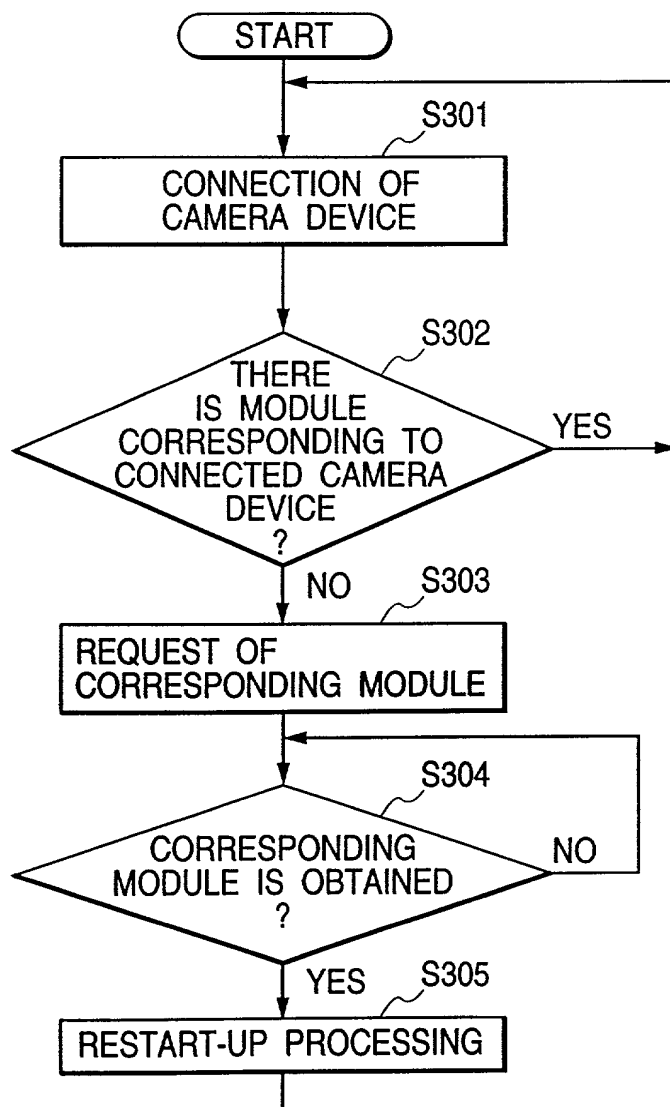 START
S301
CONNECTION OF
CAMERA DEVICE
S302
THERE
IS MODULE
CORRESPONDING TO
CONNECTED CAMERA
DEVICE
?
YES
NO
S303
REQUEST OF
CORRESPONDING MODULE
S304
CORRESPONDING
MODULE IS OBTAINED
?
NO
YES
S305
RESTART-UP PROCESSING